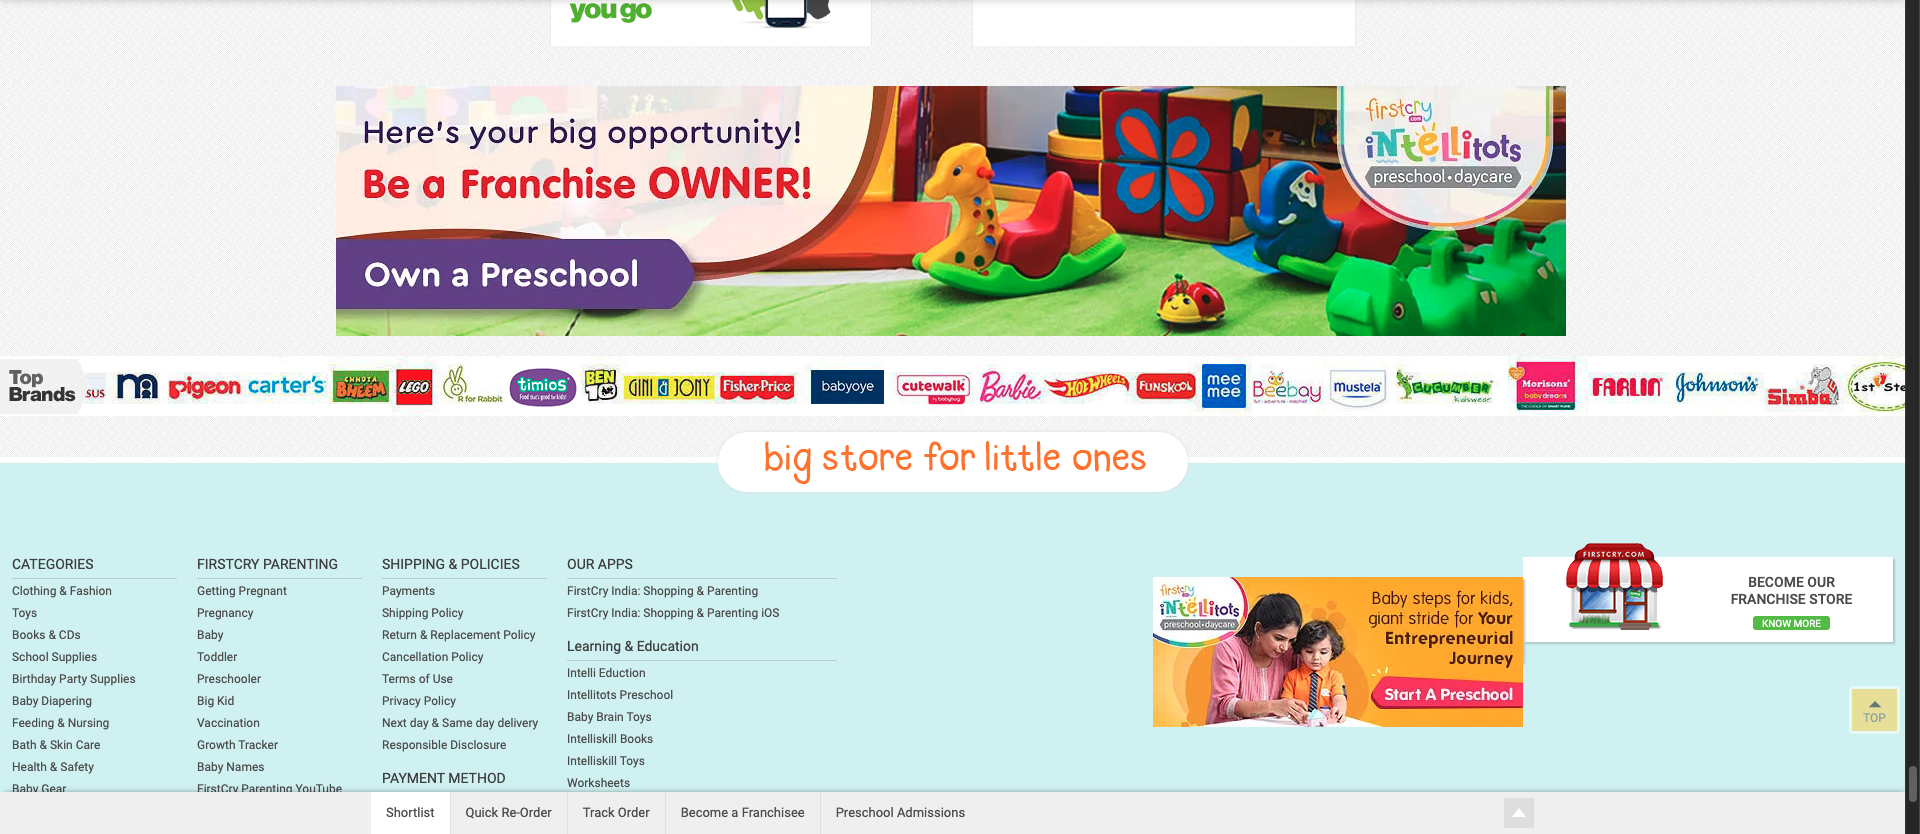 you go
Here's your big opportunity!
Be a Franchise OWNER!
Own a Preschool
firstcry
.com
iNtellitots
preschool•daycare
Top
Brands
SUS
pigeon
carter's
CHHOTA
BHEEM
LEGO
R for Rabbit
timios
BEN
10
GINI & JONY
Fisher-Price
babyoye
cutewalk
by babyhug
Barbie
HOT WHEELS
FUNSKOOL
mee
mee
Beebay
Mustela
CUCUMBER
kidswear
Morisons'
baby dreams
FARLIN
Johnson's
Simba
1st Ste
big store for little ones
CATEGORIES
Clothing & Fashion
Toys
Books & CDs
School Supplies
Birthday Party Supplies
Baby Diapering
Feeding & Nursing
Bath & Skin Care
Health & Safety
Baby Gear
FIRSTCRY PARENTING
Getting Pregnant
Pregnancy
Baby
Toddler
Preschooler
Big Kid
Vaccination
Growth Tracker
Baby Names
FirstCry Parenting YouTube
SHIPPING & POLICIES
Payments
Shipping Policy
Return & Replacement Policy
Cancellation Policy
Terms of Use
Privacy Policy
Next day & Same day delivery
Responsible Disclosure
PAYMENT METHOD
OUR APPS
FirstCry India: Shopping & Parenting
FirstCry India: Shopping & Parenting iOS
Learning & Education
Intelli Eduction
Intellitots Preschool
Baby Brain Toys
Intelliskill Books
Intelliskill Toys
Worksheets
firstcry
iNtellitots
preschool•daycare
Baby steps for kids,
giant stride for Your
Entrepreneurial
Journey
Start A Preschool
FIRSTCRY.COM
BECOME OUR
FRANCHISE STORE
KNOW MORE
TOP
Shortlist
Quick Re-Order
Track Order
Become a Franchisee
Preschool Admissions